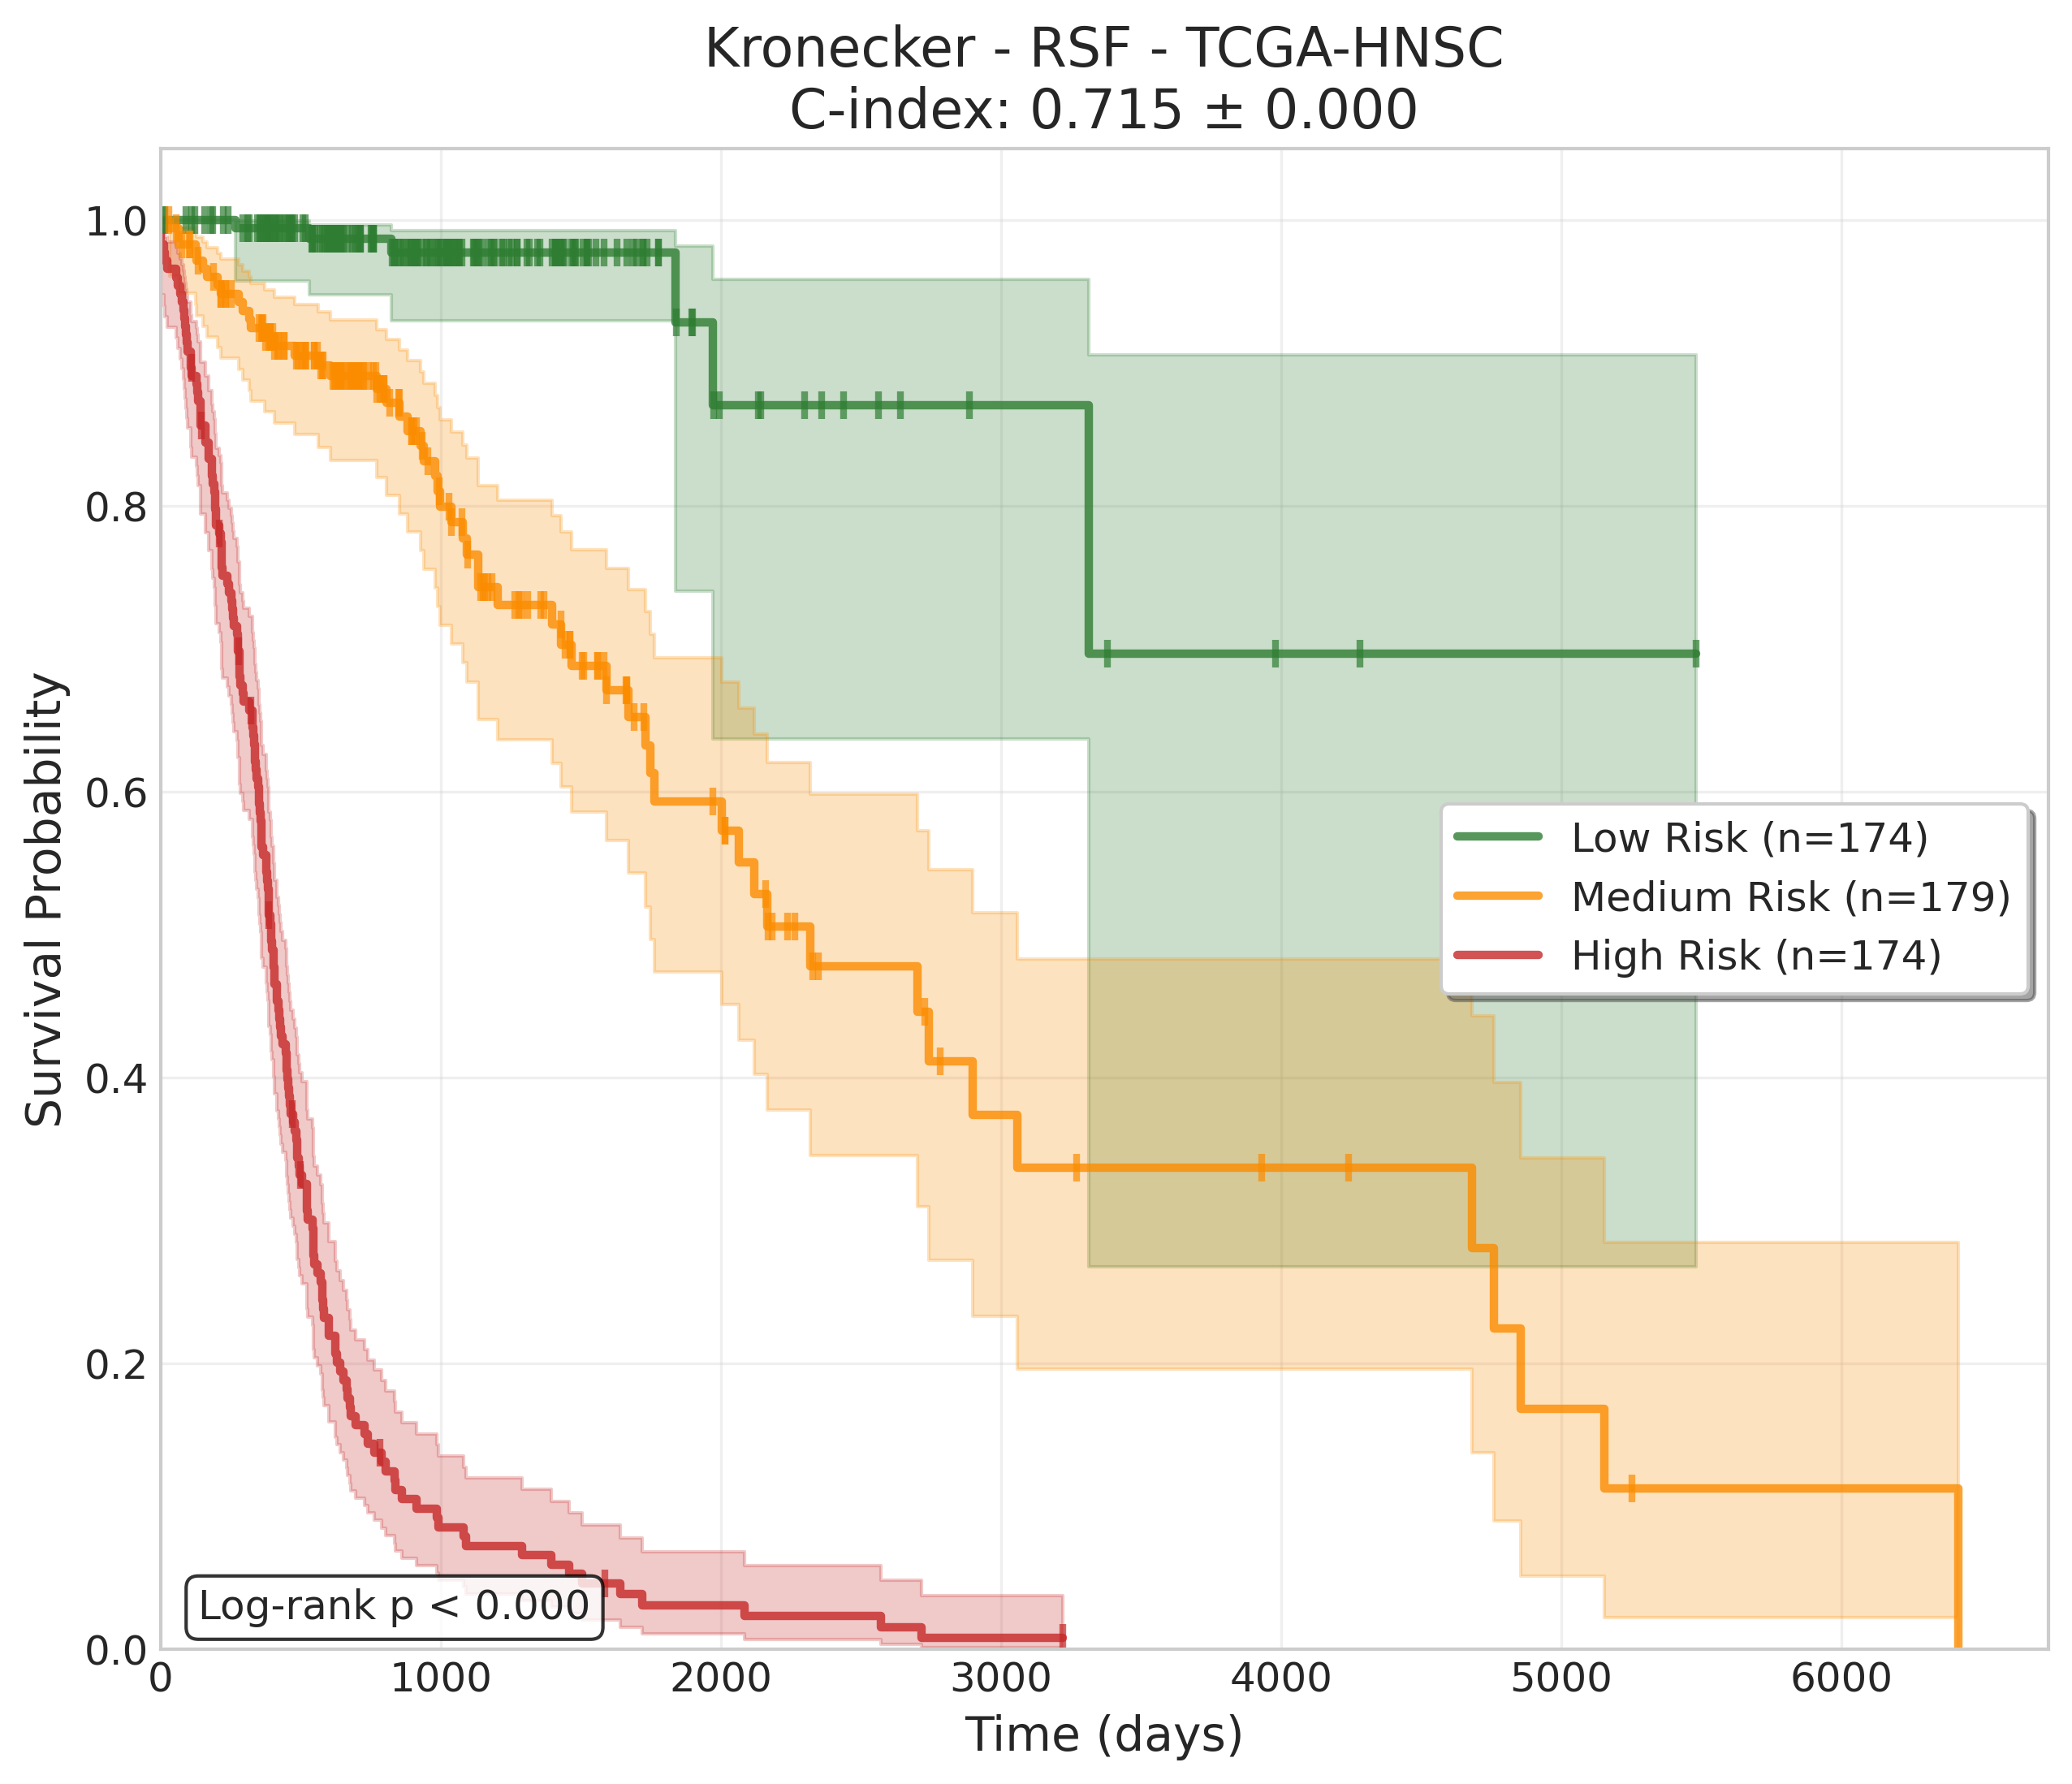 Kronecker - RSF - TCGA-HNSC
C-index: 0.715 ± 0.000
Survival Probability
1.0
0.8
0.6
0.4
0.2
0.0
Low Risk (n=174)
Medium Risk (n=179)
High Risk (n=174)
Log-rank p < 0.000
0 1000 2000 3000 4000 5000 6000
Time (days)